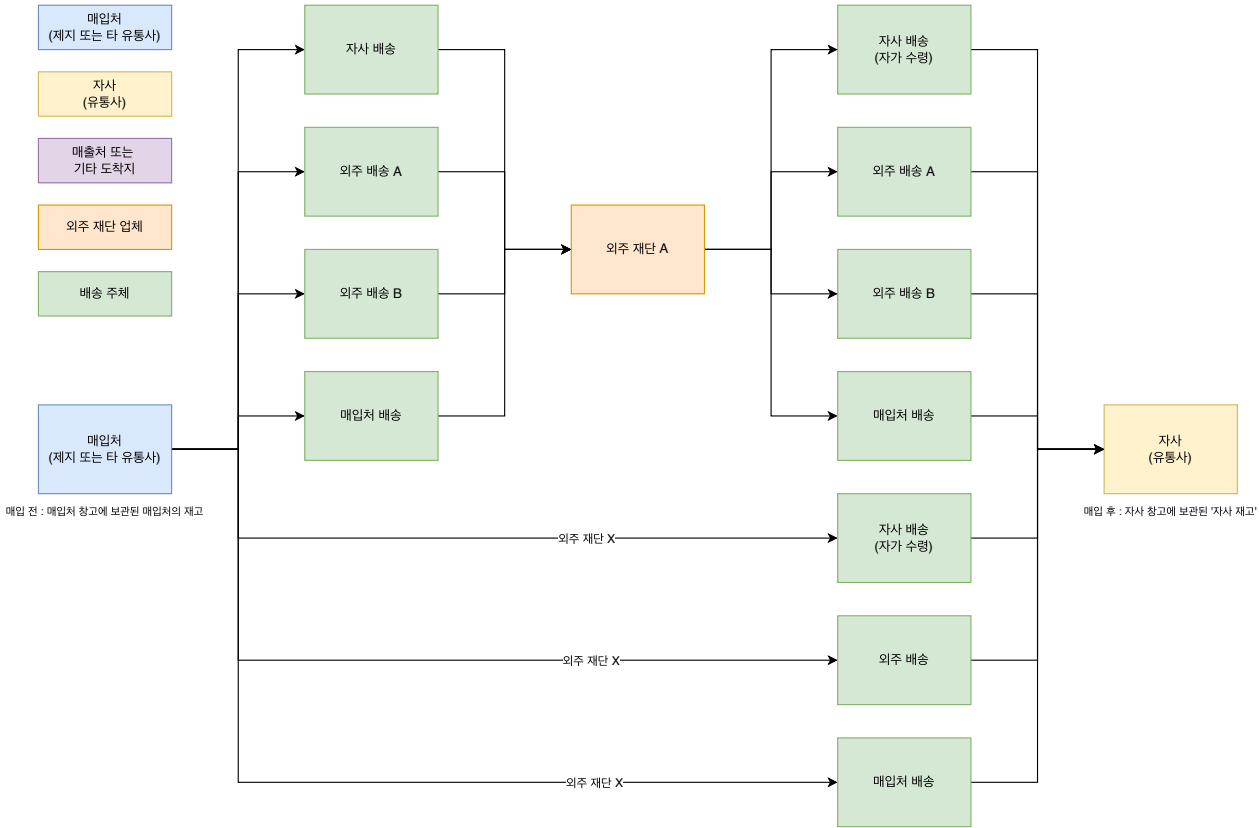 매입처
(제지 또는 타 유통사)
자사
(유통사)
매출처 또는
기타 도착지
외주 재단 업체
배송 주체
매입처
(제지 또는 타 유통사)
매입 전 : 매입처 창고에 보관된 매입처의 재고
자사 배송
외주 배송 A
외주 배송 B
매입처 배송
외주 재단 A
자사 배송
(자가 수령)
외주 배송 A
외주 배송 B
매입처 배송
외주 재단 X
자사 배송
(자가 수령)
외주 재단 X
외주 배송
외주 재단 X
매입처 배송
자사
(유통사)
매입 후 : 자사 창고에 보관된 '자사 재고'